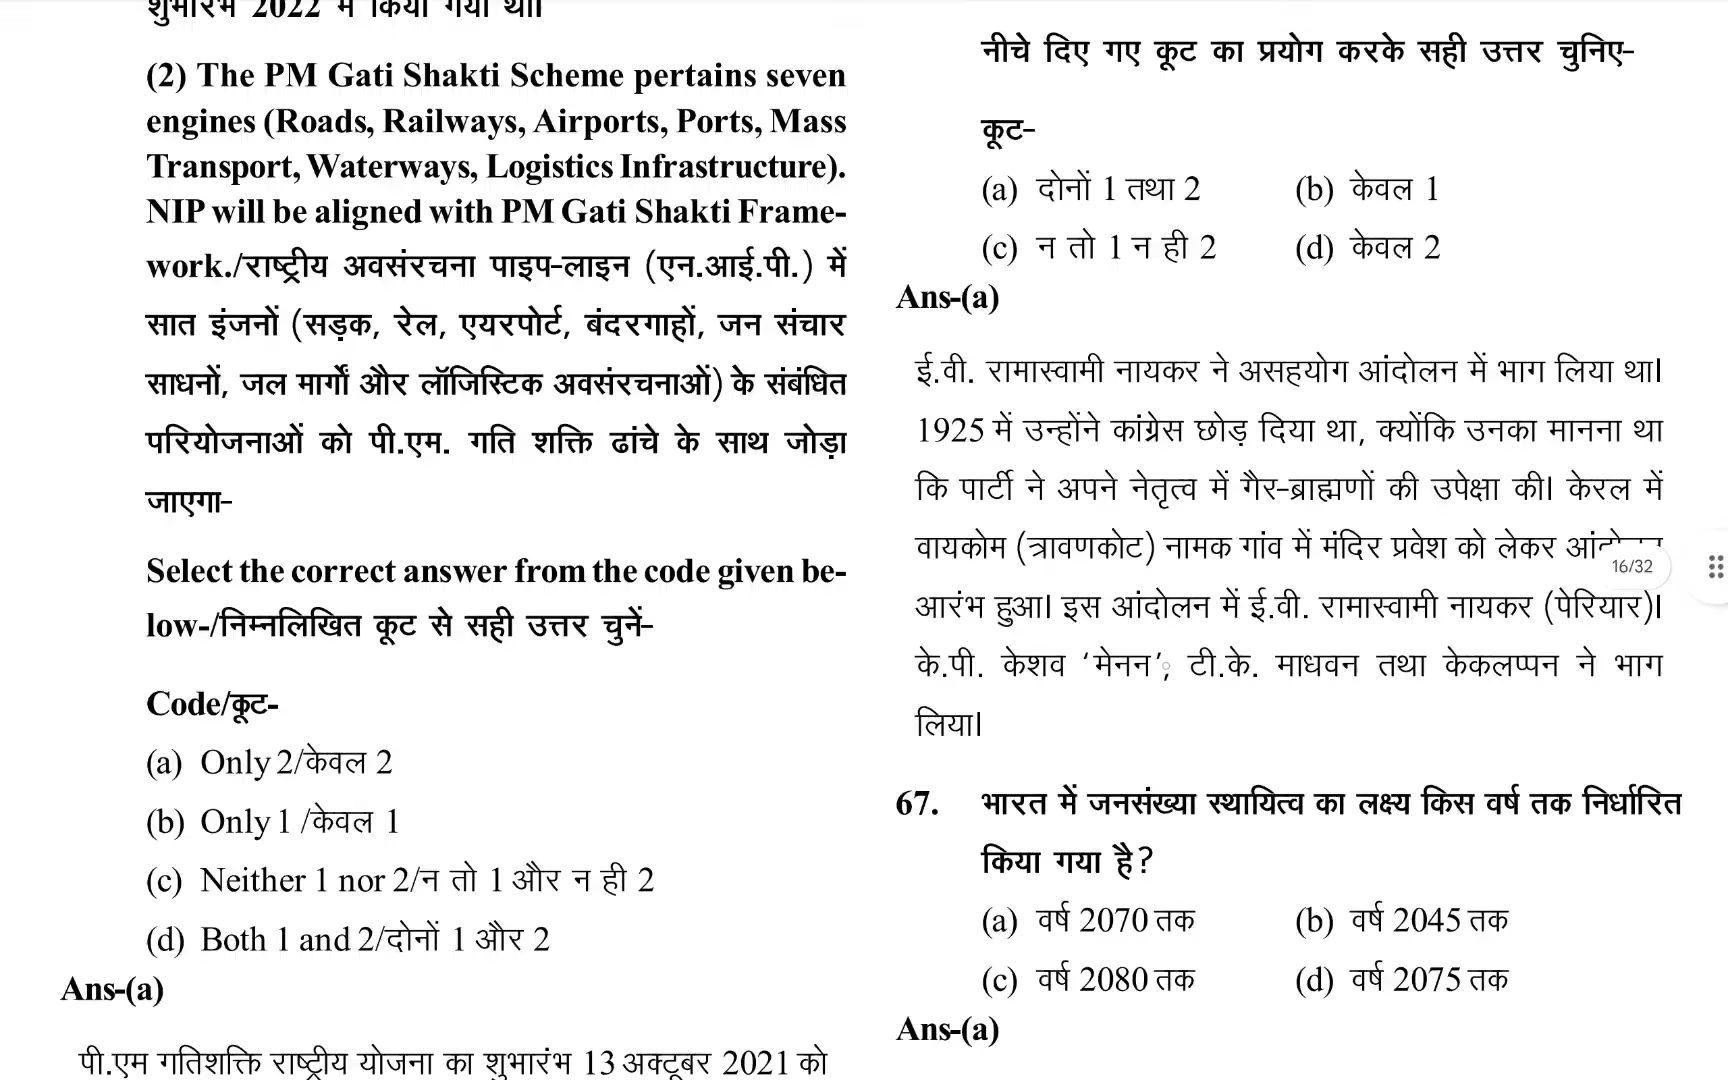 शुभारंभ 2022 में किया गया था।
(2) The PM Gati Shakti Scheme pertains seven
engines (Roads, Railways, Airports, Ports, Mass
Transport, Waterways, Logistics Infrastructure).
NIP will be aligned with PM Gati Shakti Frame-
work./राष्ट्रीय अवसंरचना पाइप-लाइन (एन.आई.पी.) में
सात इंजनों (सड़क, रेल, एयरपोर्ट, बंदरगाहों, जन संचार
साधनों, जल मार्गों और लॉजिस्टिक अवसंरचनाओं) के संबंधित
परियोजनाओं को पी.एम. गति शक्ति ढांचे के साथ जोड़ा
जाएगा-
Select the correct answer from the code given be-
low-/निम्नलिखित कूट से सही उत्तर चुनें-
Code/कूट-
(a) Only 2/केवल 2
(b) Only 1 /केवल 1
(c) Neither 1 nor 2/न तो 1 और न ही 2
(d) Both 1 and 2/दोनों 1 और 2
Ans-(a)
पी.एम गतिशक्ति राष्ट्रीय योजना का शुभारंभ 13 अक्टूबर 2021 को
नीचे दिए गए कूट का प्रयोग करके सही उत्तर चुनिए-
कूट-
(a) दोनों 1 तथा 2 (b) केवल 1
(c) न तो 1 न ही 2 (d) केवल 2
Ans-(a)
ई.वी. रामास्वामी नायकर ने असहयोग आंदोलन में भाग लिया था।
1925 में उन्होंने कांग्रेस छोड़ दिया था, क्योंकि उनका मानना था
कि पार्टी ने अपने नेतृत्व में गैर-ब्राह्मणों की उपेक्षा की। केरल में
वायकोम (त्रावणकोट) नामक गांव में मंदिर प्रवेश को लेकर
16/32
आरंभ हुआ। इस आंदोलन में ई.वी. रामास्वामी नायकर (पेरियार)।
के.पी. केशव ‘मेनन’; टी.के. माधवन तथा केकलप्पन ने भाग
लिया।
67. भारत में जनसंख्या स्थायित्व का लक्ष्य किस वर्ष तक निर्धारित
किया गया है?
(a) वर्ष 2070 तक (b) वर्ष 2045 तक
(c) वर्ष 2080 तक (d) वर्ष 2075 तक
Ans-(a)